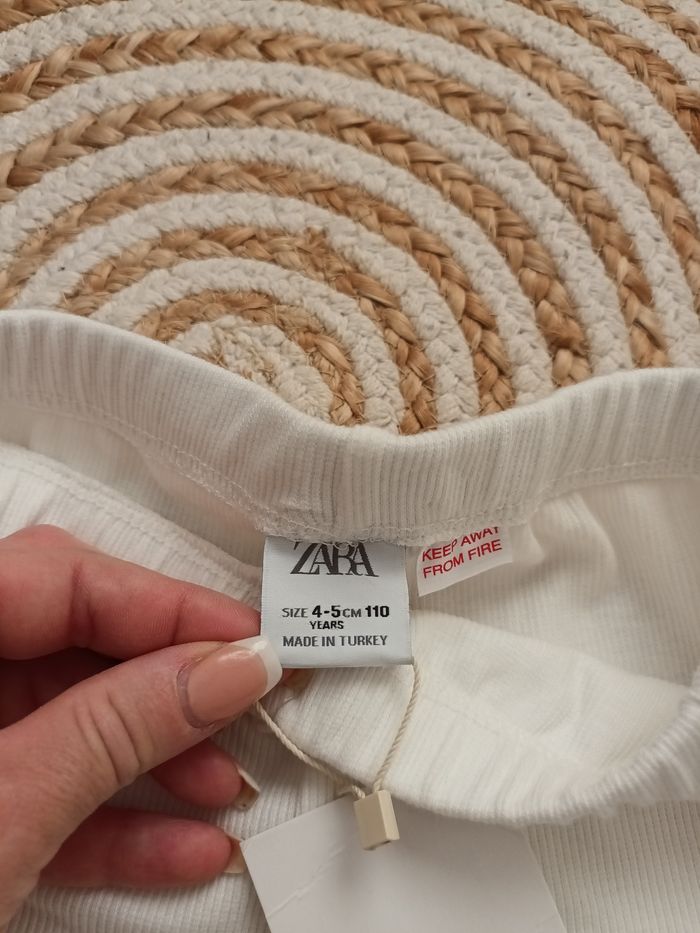 ZARA
SIZE 4-5 CM 110
YEARS
MADE IN TURKEY
KEEP AWAY
FROM FIRE